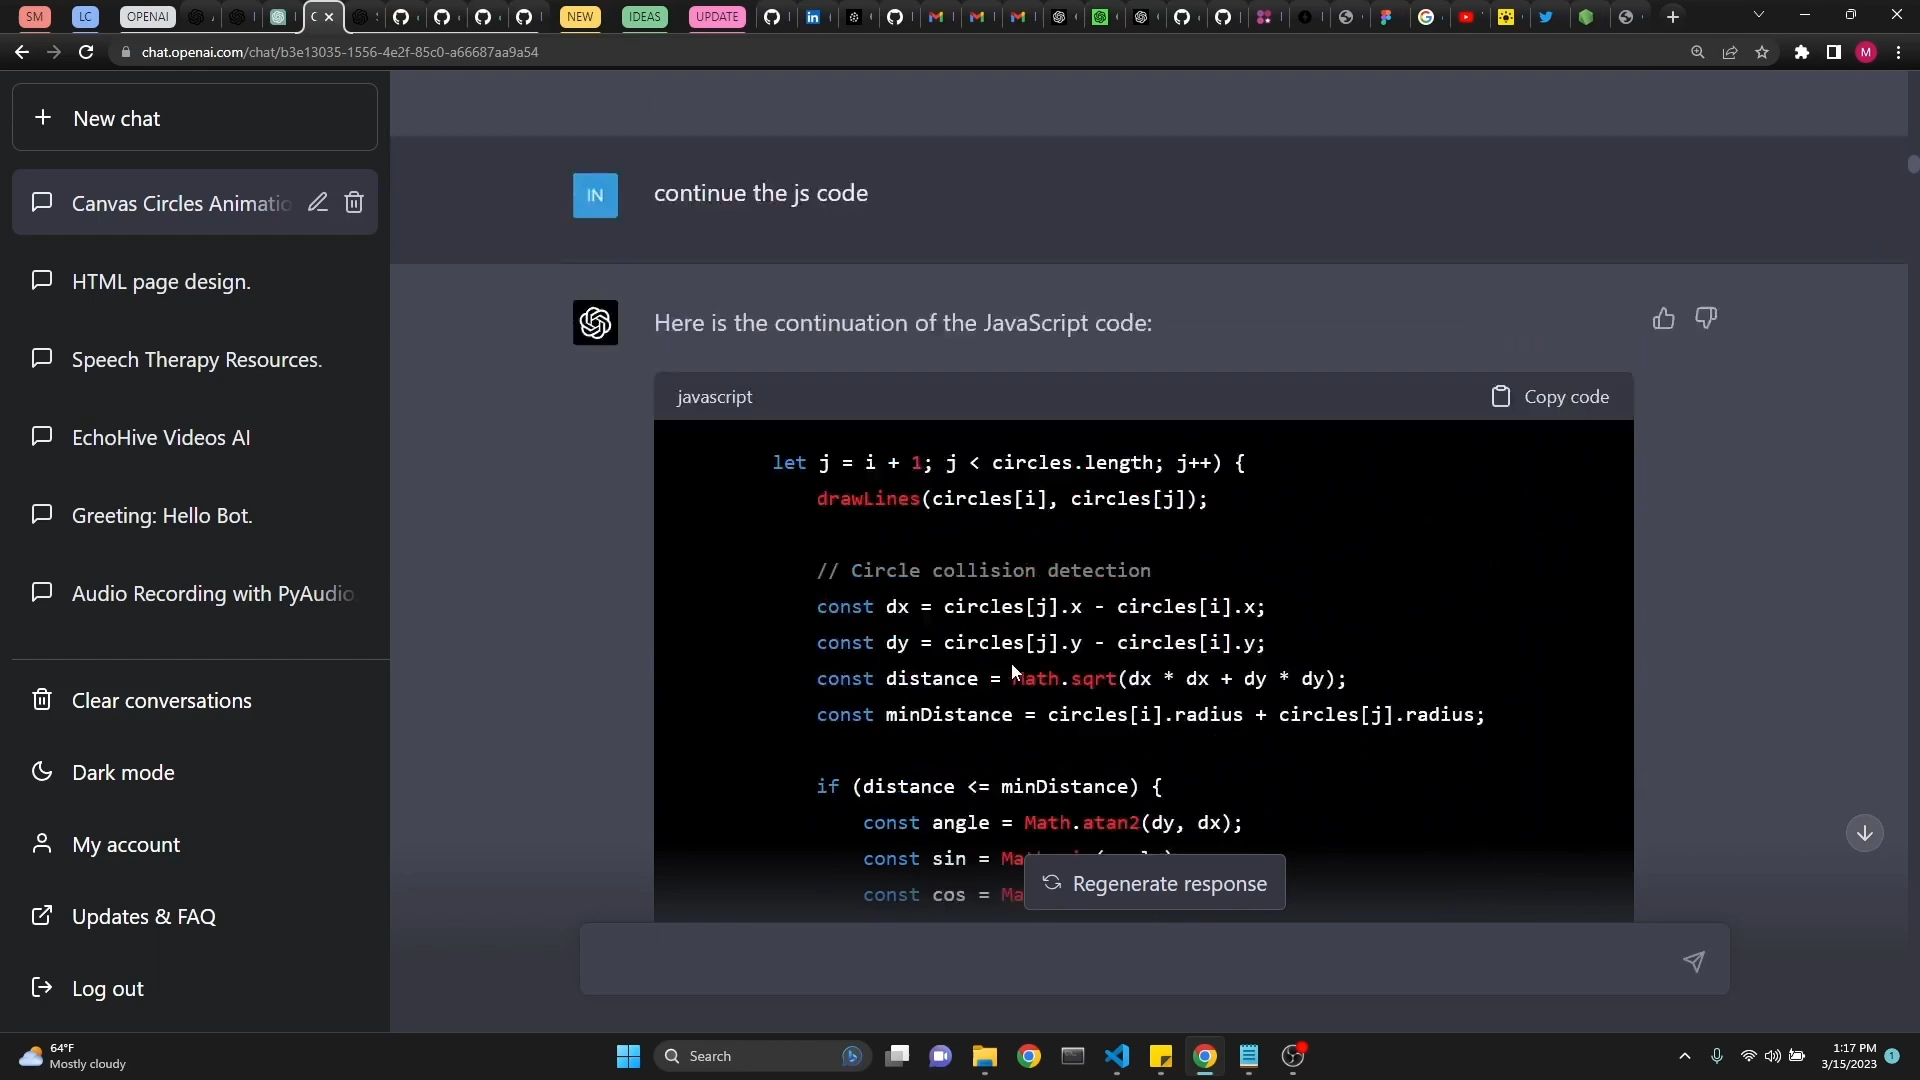 SM
LC
OPENAI
NEW
IDEAS
UPDATE
chat.openai.com/chat/b3e13035-1556-4e2f-85c0-a66687aa9a54
M
New chat
Canvas Circles Animatio
HTML page design.
Speech Therapy Resources.
EchoHive Videos AI
Greeting: Hello Bot.
Audio Recording with PyAudio
Clear conversations
Dark mode
My account
Updates & FAQ
Log out
IN
continue the js code
Here is the continuation of the JavaScript code:
javascript
Copy code
let j = i + 1; j < circles.length; j++) {
drawLines(circles[i], circles[j]);
// Circle collision detection
const dx = circles[j].x - circles[i].x;
const dy = circles[j].y - circles[i].y;
const distance = Math.sqrt(dx * dx + dy * dy);
const minDistance = circles[i].radius + circles[j].radius;
if (distance <= minDistance) {
const angle = Math.atan2(dy, dx);
const sin = Ma
const cos = Ma
Regenerate response
64°F
Mostly cloudy
Search
1:17 PM
3/15/2023
1